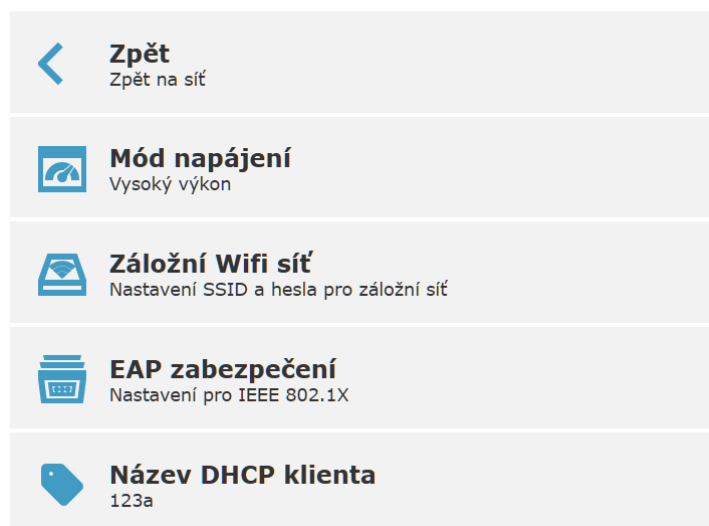 Zpět
Zpět na síť
Mód napájení
Vysoký výkon
Záložní Wifi síť
Nastavení SSID a hesla pro záložní síť
EAP zabezpečení
Nastavení pro IEEE 802.1X
Název DHCP klienta
123a